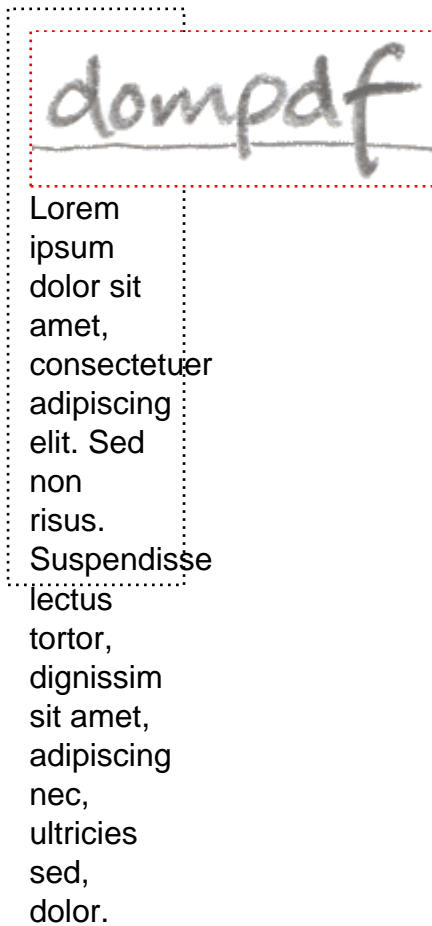 dompdf
Lorem
ipsum
dolor sit
amet,
consectetuer
adipiscing
elit. Sed
non
risus.
Suspendisse
lectus
tortor,
dignissim
sit amet,
adipiscing
nec,
ultricies
sed,
dolor.